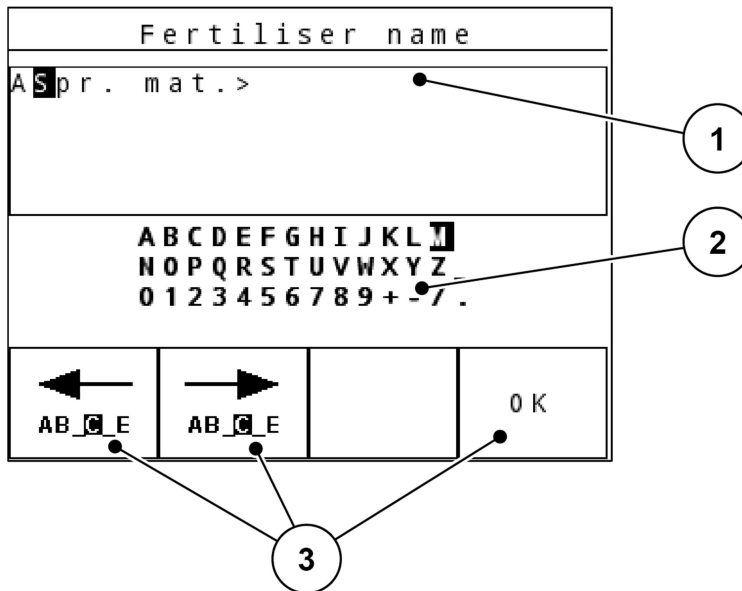 Fertiliser name
ASpr. mat.>
1
ABCDEFGHIJKLM
2
NOPQRSTUVWXYZ_
0123456789+-/.
AB_C_E
AB_C_E
OK
3